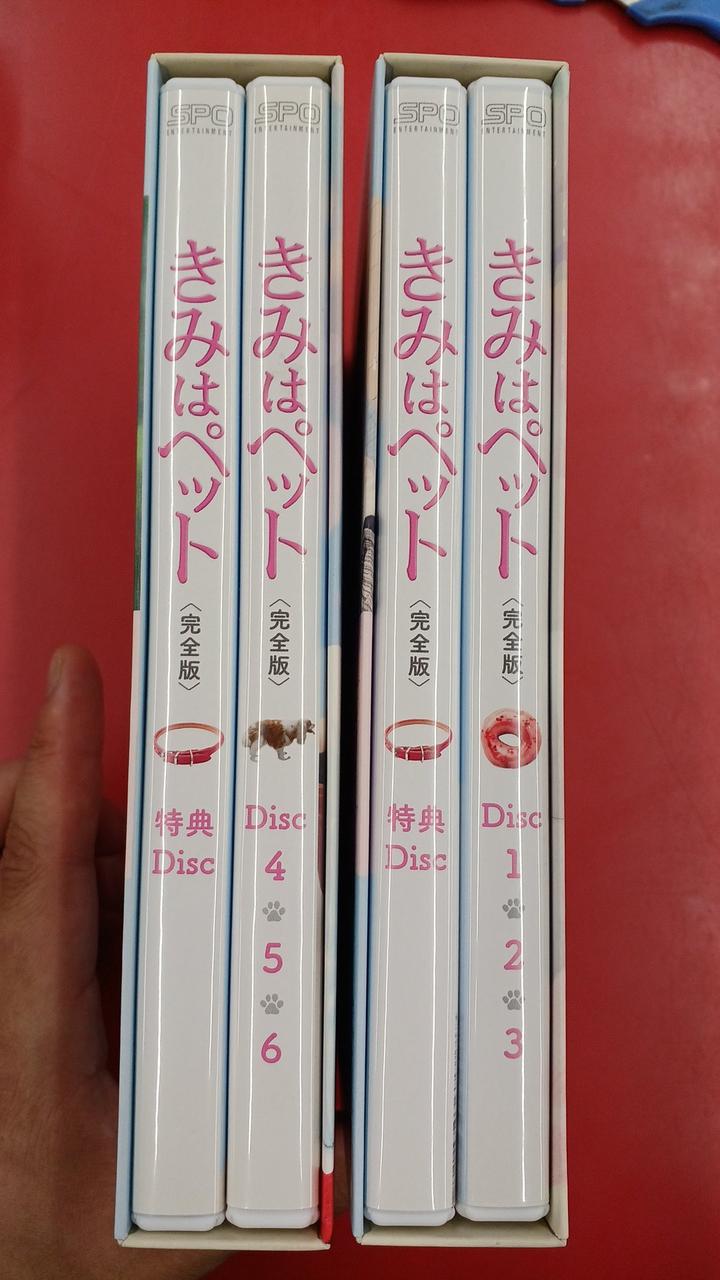 SPO
ENTERTAINMENT
きみはペット
〈完全版〉
特典
Disc
SPO
ENTERTAINMENT
きみはペット
〈完全版〉
Disc
4
5
6
SPO
ENTERTAINMENT
きみはペット
〈完全版〉
特典
Disc
SPO
ENTERTAINMENT
きみはペット
〈完全版〉
Disc
1
2
3